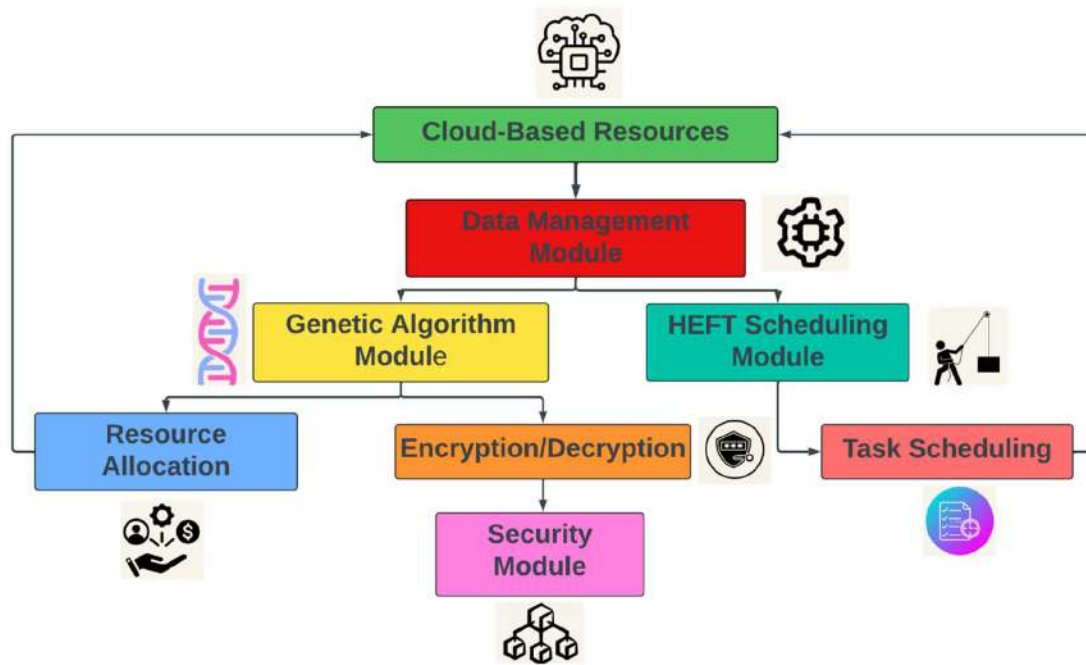 Cloud-Based Resources
Data Management
Module
Genetic Algorithm
Module
HEFT Scheduling
Module
Resource
Allocation
Encryption/Decryption
Task Scheduling
Security
Module